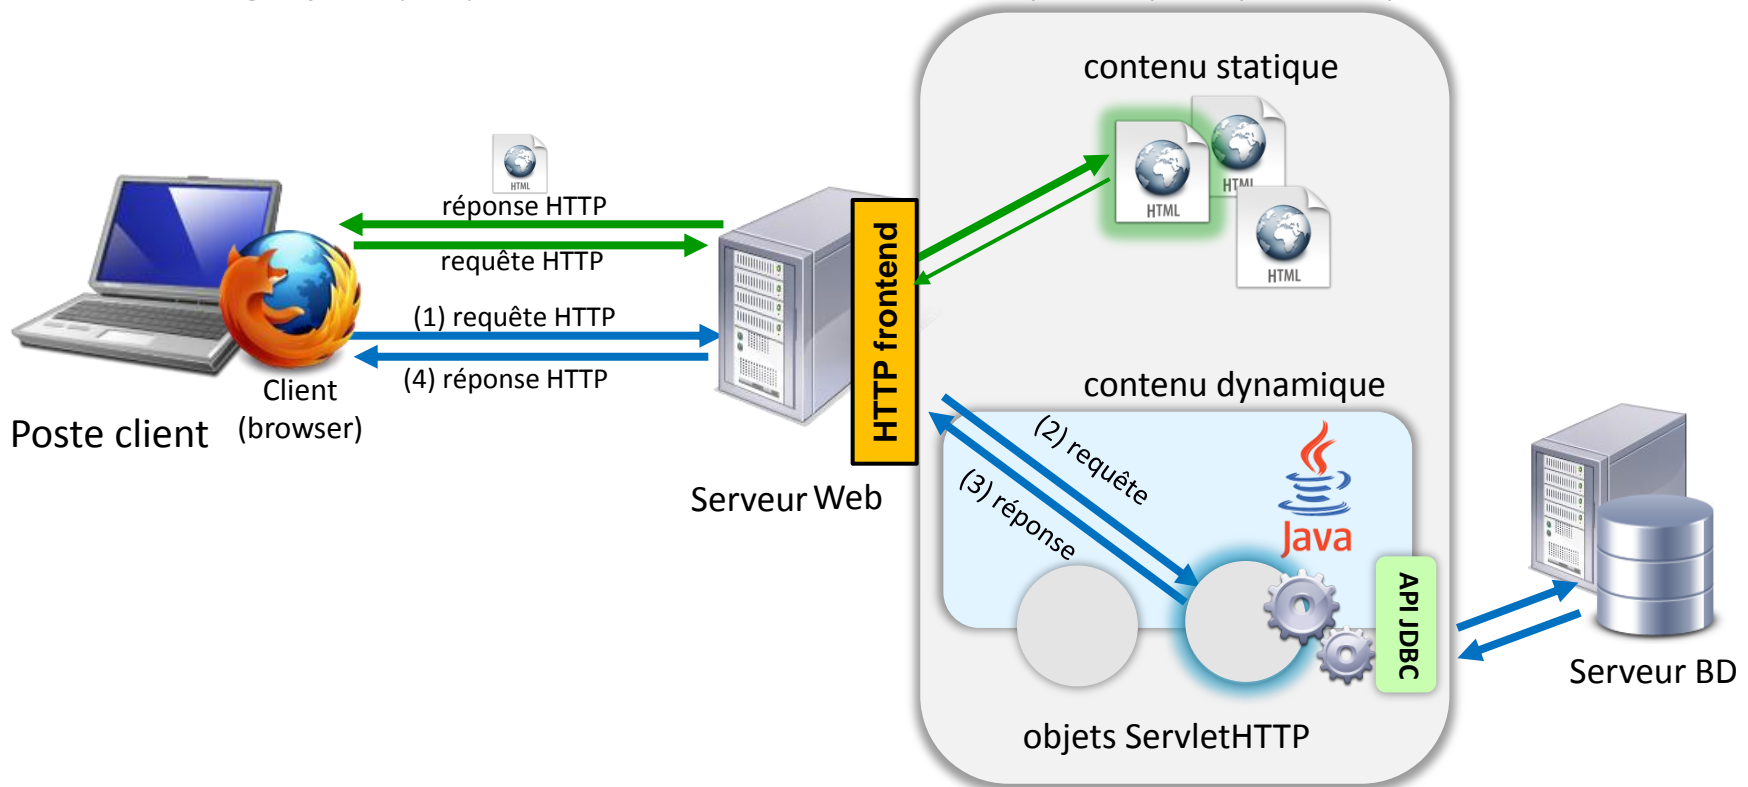 contenu statique
HTML
HTML
HTML
HTML
réponse HTTP
requête HTTP
(1) requête HTTP
(4) réponse HTTP
Client
(browser)
Poste client
HTTP frontend
Serveur Web
contenu dynamique
(2) requête
(3) réponse
Java
API JDBC
objets ServletHTTP
Serveur BD